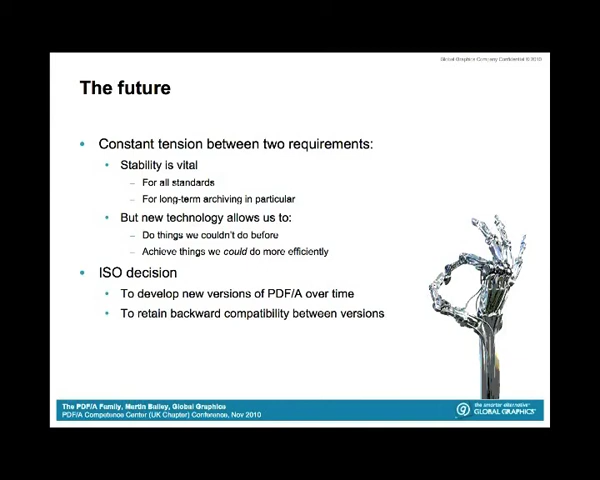 Global Graphics Company Confidential © 2010
The future
• Constant tension between two requirements:
• Stability is vital
– For all standards
– For long-term archiving in particular
• But new technology allows us to:
– Do things we couldn't do before
– Achieve things we could do more efficiently
• ISO decision
• To develop new versions of PDF/A over time
• To retain backward compatibility between versions
The PDF/A Family, Martin Bailey, Global Graphics
PDF/A Competence Center (UK Chapter) Conference, Nov 2010
the smarter alternative
GLOBAL GRAPHICS